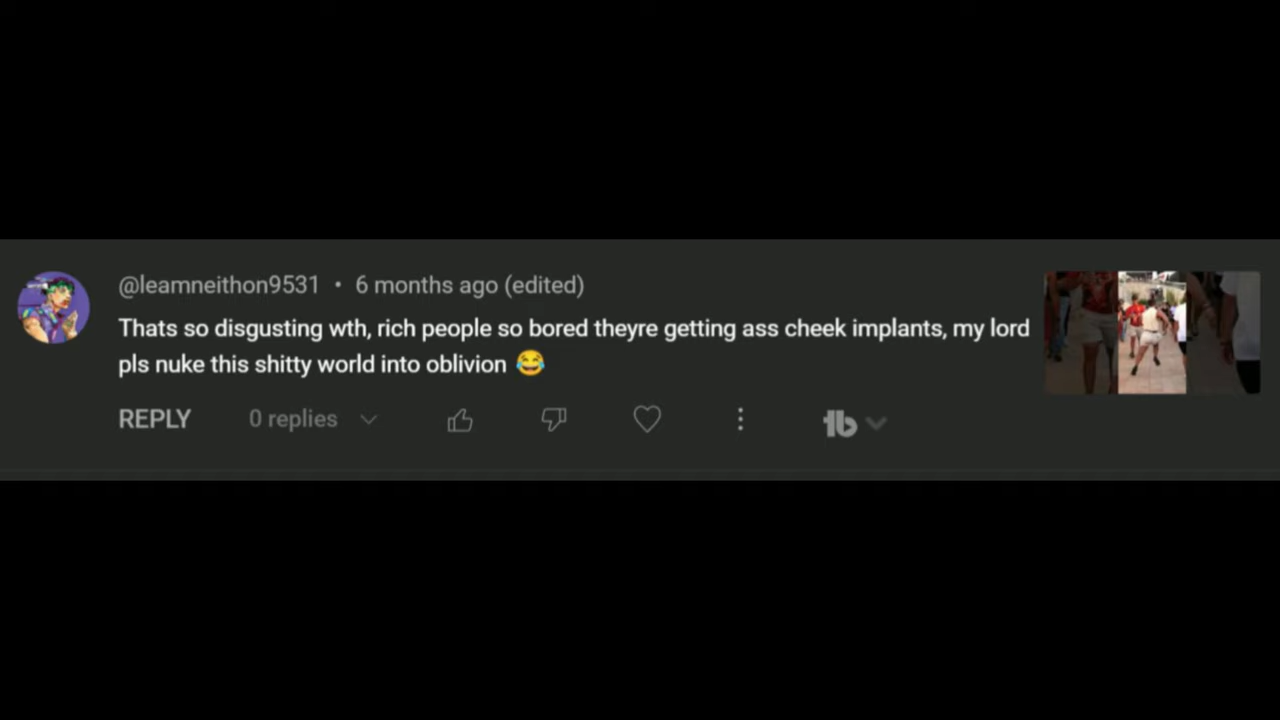 @leamneithon9531 • 6 months ago (edited)
Thats so disgusting wth, rich people so bored theyre getting ass cheek implants, my lord
pls nuke this shitty world into oblivion 😂
REPLY 0 replies tb